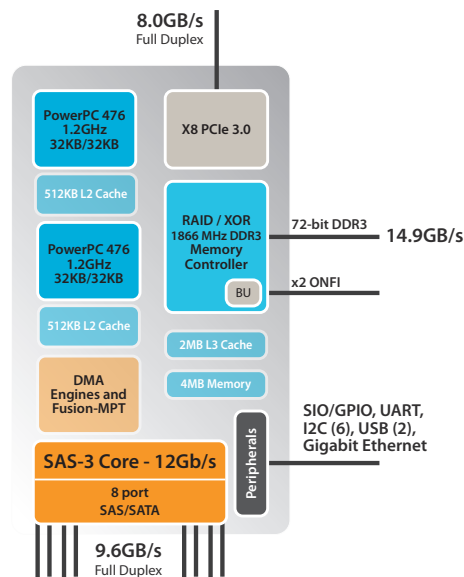 8.0GB/s
Full Duplex
PowerPC 476
1.2GHz
32KB/32KB
X8 PCIe 3.0
512KB L2 Cache
RAID / XOR
1866 MHz DDR3
Memory
Controller
BU
72-bit DDR3
14.9GB/s
x2 ONFI
PowerPC 476
1.2GHz
32KB/32KB
512KB L2 Cache
2MB L3 Cache
4MB Memory
DMA
Engines and
Fusion-MPT
Peripherals
SIO/GPIO, UART,
I2C (6), USB (2),
Gigabit Ethernet
SAS-3 Core - 12Gb/s
8 port
SAS/SATA
9.6GB/s
Full Duplex